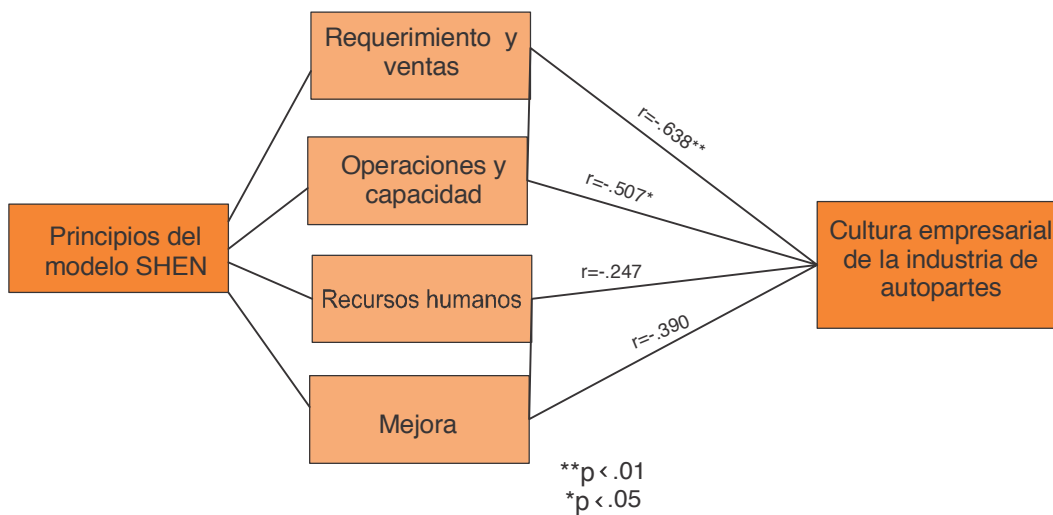 Requerimiento y
ventas
Operaciones y
capacidad
Principios del
modelo SHEN
Recursos humanos
Mejora
r=-.638**
r=-.507*
r=-.247
r=-.390
Cultura empresarial
de la industria de
autopartes
**p<.01
*p<.05